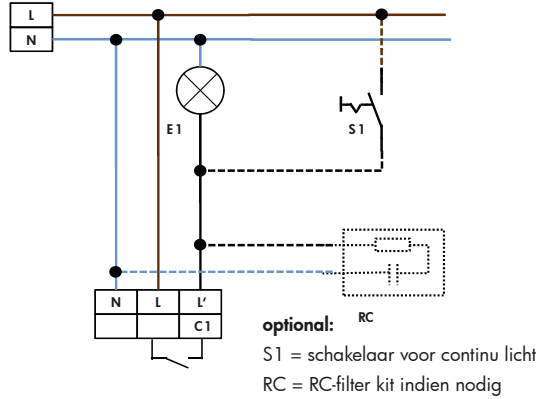 L
N
E1
S1
N L L'
C1
RC
optional:
S1 = schakelaar voor continu licht
RC = RC-filter kit indien nodig